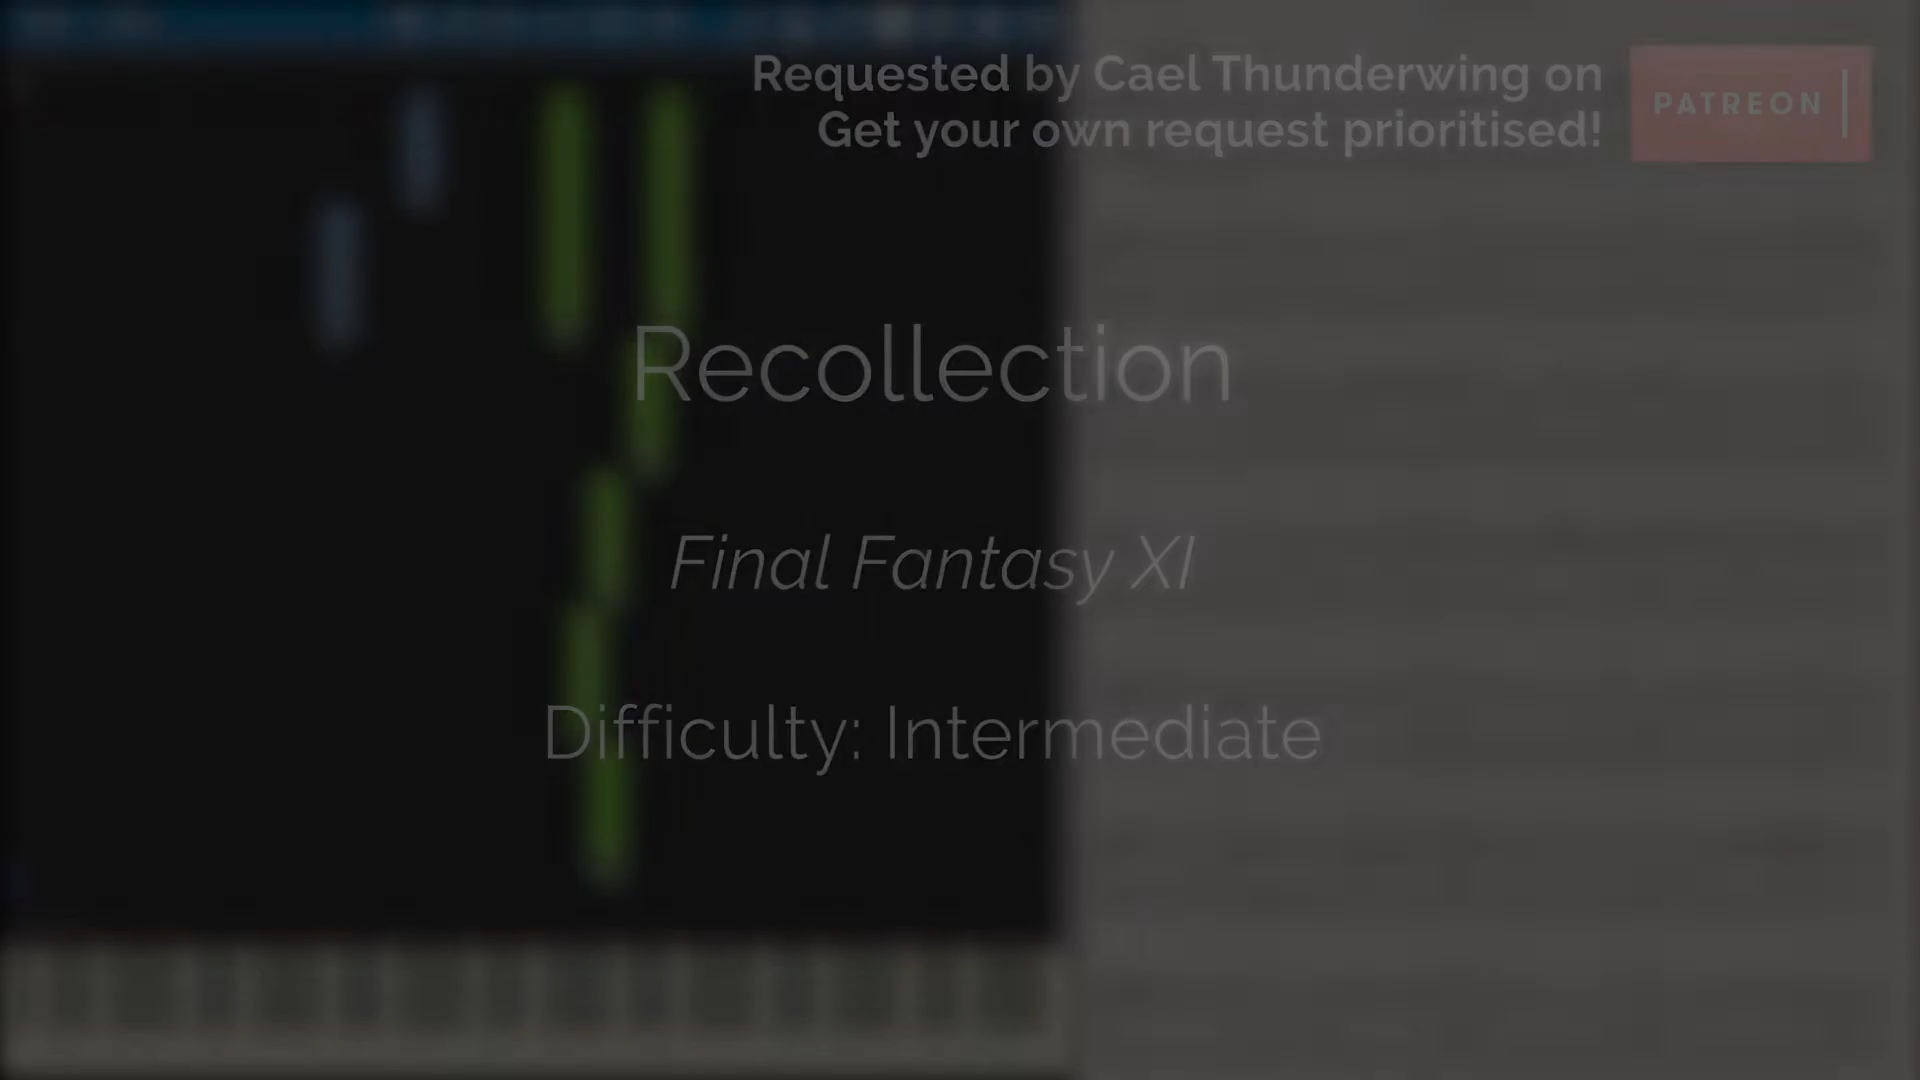 Requested by Cael Thunderwing on
Get your own request prioritised!
PATREON
Recollection
Final Fantasy XI
Difficulty: Intermediate